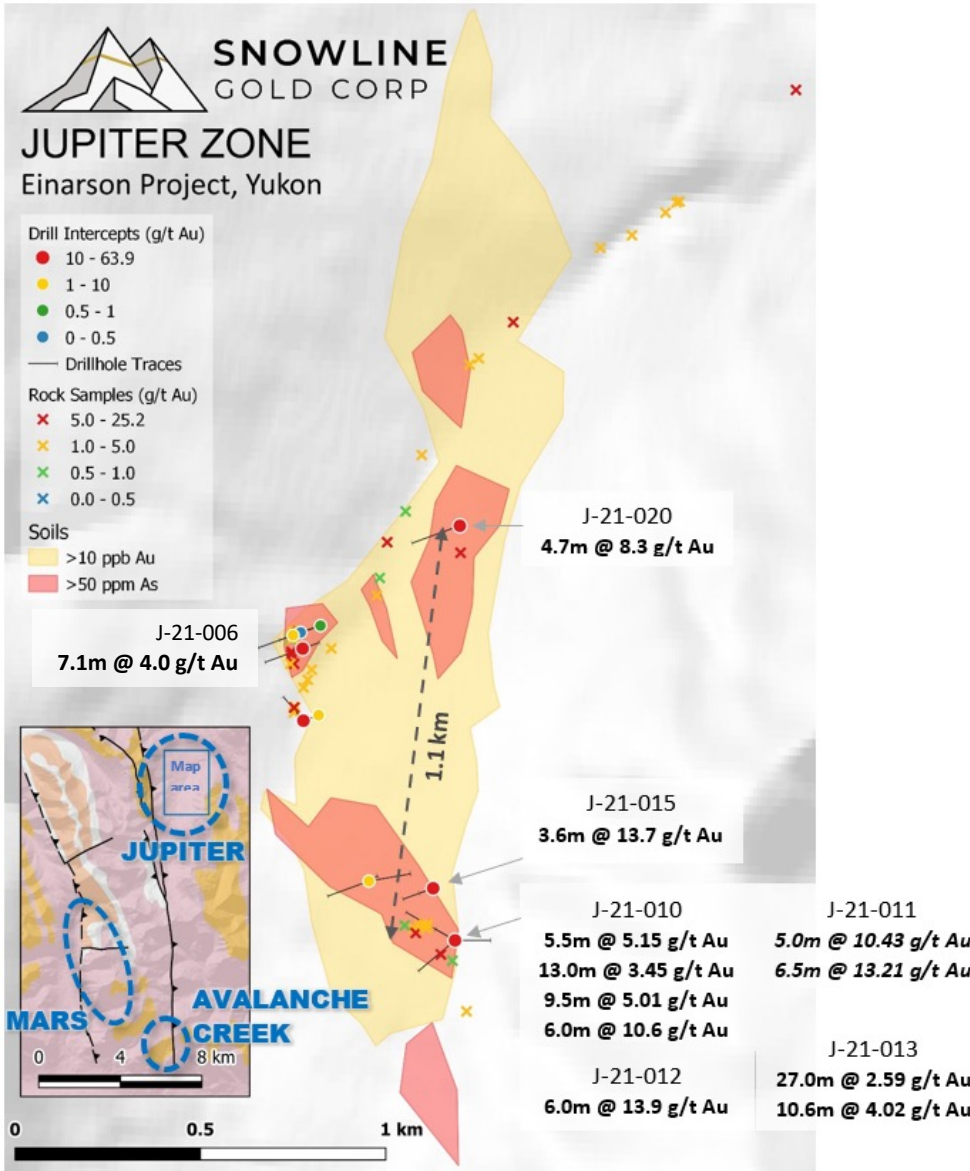 SNOWLINE
GOLD CORP
JUPITER ZONE
Einarson Project, Yukon
Drill Intercepts (g/t Au)
10 - 63.9
1 - 10
0.5 - 1
0 - 0.5
Drillhole Traces
Rock Samples (g/t Au)
5.0 - 25.2
1.0 - 5.0
0.5 - 1.0
0.0 - 0.5
Soils
>10 ppb Au
>50 ppm As
J-21-020
4.7m @ 8.3 g/t Au
J-21-006
7.1m @ 4.0 g/t Au
1.1 km
J-21-015
3.6m @ 13.7 g/t Au
J-21-010
5.5m @ 5.15 g/t Au
13.0m @ 3.45 g/t Au
9.5m @ 5.01 g/t Au
6.0m @ 10.6 g/t Au
J-21-011
5.0m @ 10.43 g/t Au
6.5m @ 13.21 g/t Au
J-21-012
6.0m @ 13.9 g/t Au
J-21-013
27.0m @ 2.59 g/t Au
10.6m @ 4.02 g/t Au
Map
area
JUPITER
MARS
AVALANCHE
CREEK
0 4 8 km
0 0.5 1 km